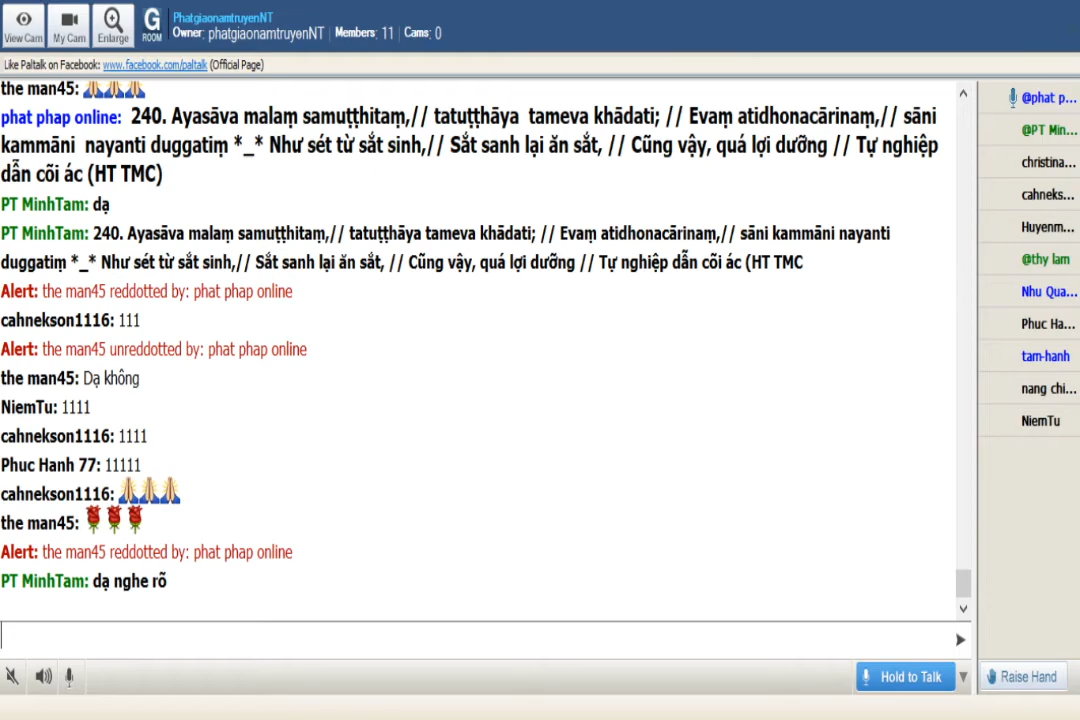 View Cam
My Cam
Enlarge
G
ROOM
PhatgiaonamtruyenNT
Owner: phatgiaonamtruyenNT | Members: 11 | Cams: 0
Like Paltalk on Facebook: www.facebook.com/paltalk (Official Page)
the man45:
phat phap online: 240. Ayasāva malaṃ samuṭṭhitaṃ,// tatuṭṭhāya tameva khādati; // Evaṃ atidhonacārinaṃ,// sāni
kammāni nayanti duggatiṃ *_* Như sét từ sắt sinh,// Sắt sanh lại ăn sắt, // Cũng vậy, quá lợi dưỡng // Tự nghiệp
dẫn cõi ác (HT TMC)
PT MinhTam: dạ
PT MinhTam: 240. Ayasāva malaṃ samuṭṭhitaṃ,// tatuṭṭhāya tameva khādati; // Evaṃ atidhonacārinaṃ,// sāni kammāni nayanti
duggatiṃ *_* Như sét từ sắt sinh,// Sắt sanh lại ăn sắt, // Cũng vậy, quá lợi dưỡng // Tự nghiệp dẫn cõi ác (HT TMC
Alert: the man45 reddotted by: phat phap online
cahnekson1116: 111
Alert: the man45 unreddotted by: phat phap online
the man45: Dạ không
NiemTu: 1111
cahnekson1116: 1111
Phuc Hanh 77: 11111
cahnekson1116:
the man45:
Alert: the man45 reddotted by: phat phap online
PT MinhTam: dạ nghe rõ
@phat p...
@PT Min...
christina...
cahneks...
Huyenm...
@thy lam
Nhu Qua...
Phuc Ha...
tam-hanh
nang chi...
NiemTu
Hold to Talk
Raise Hand